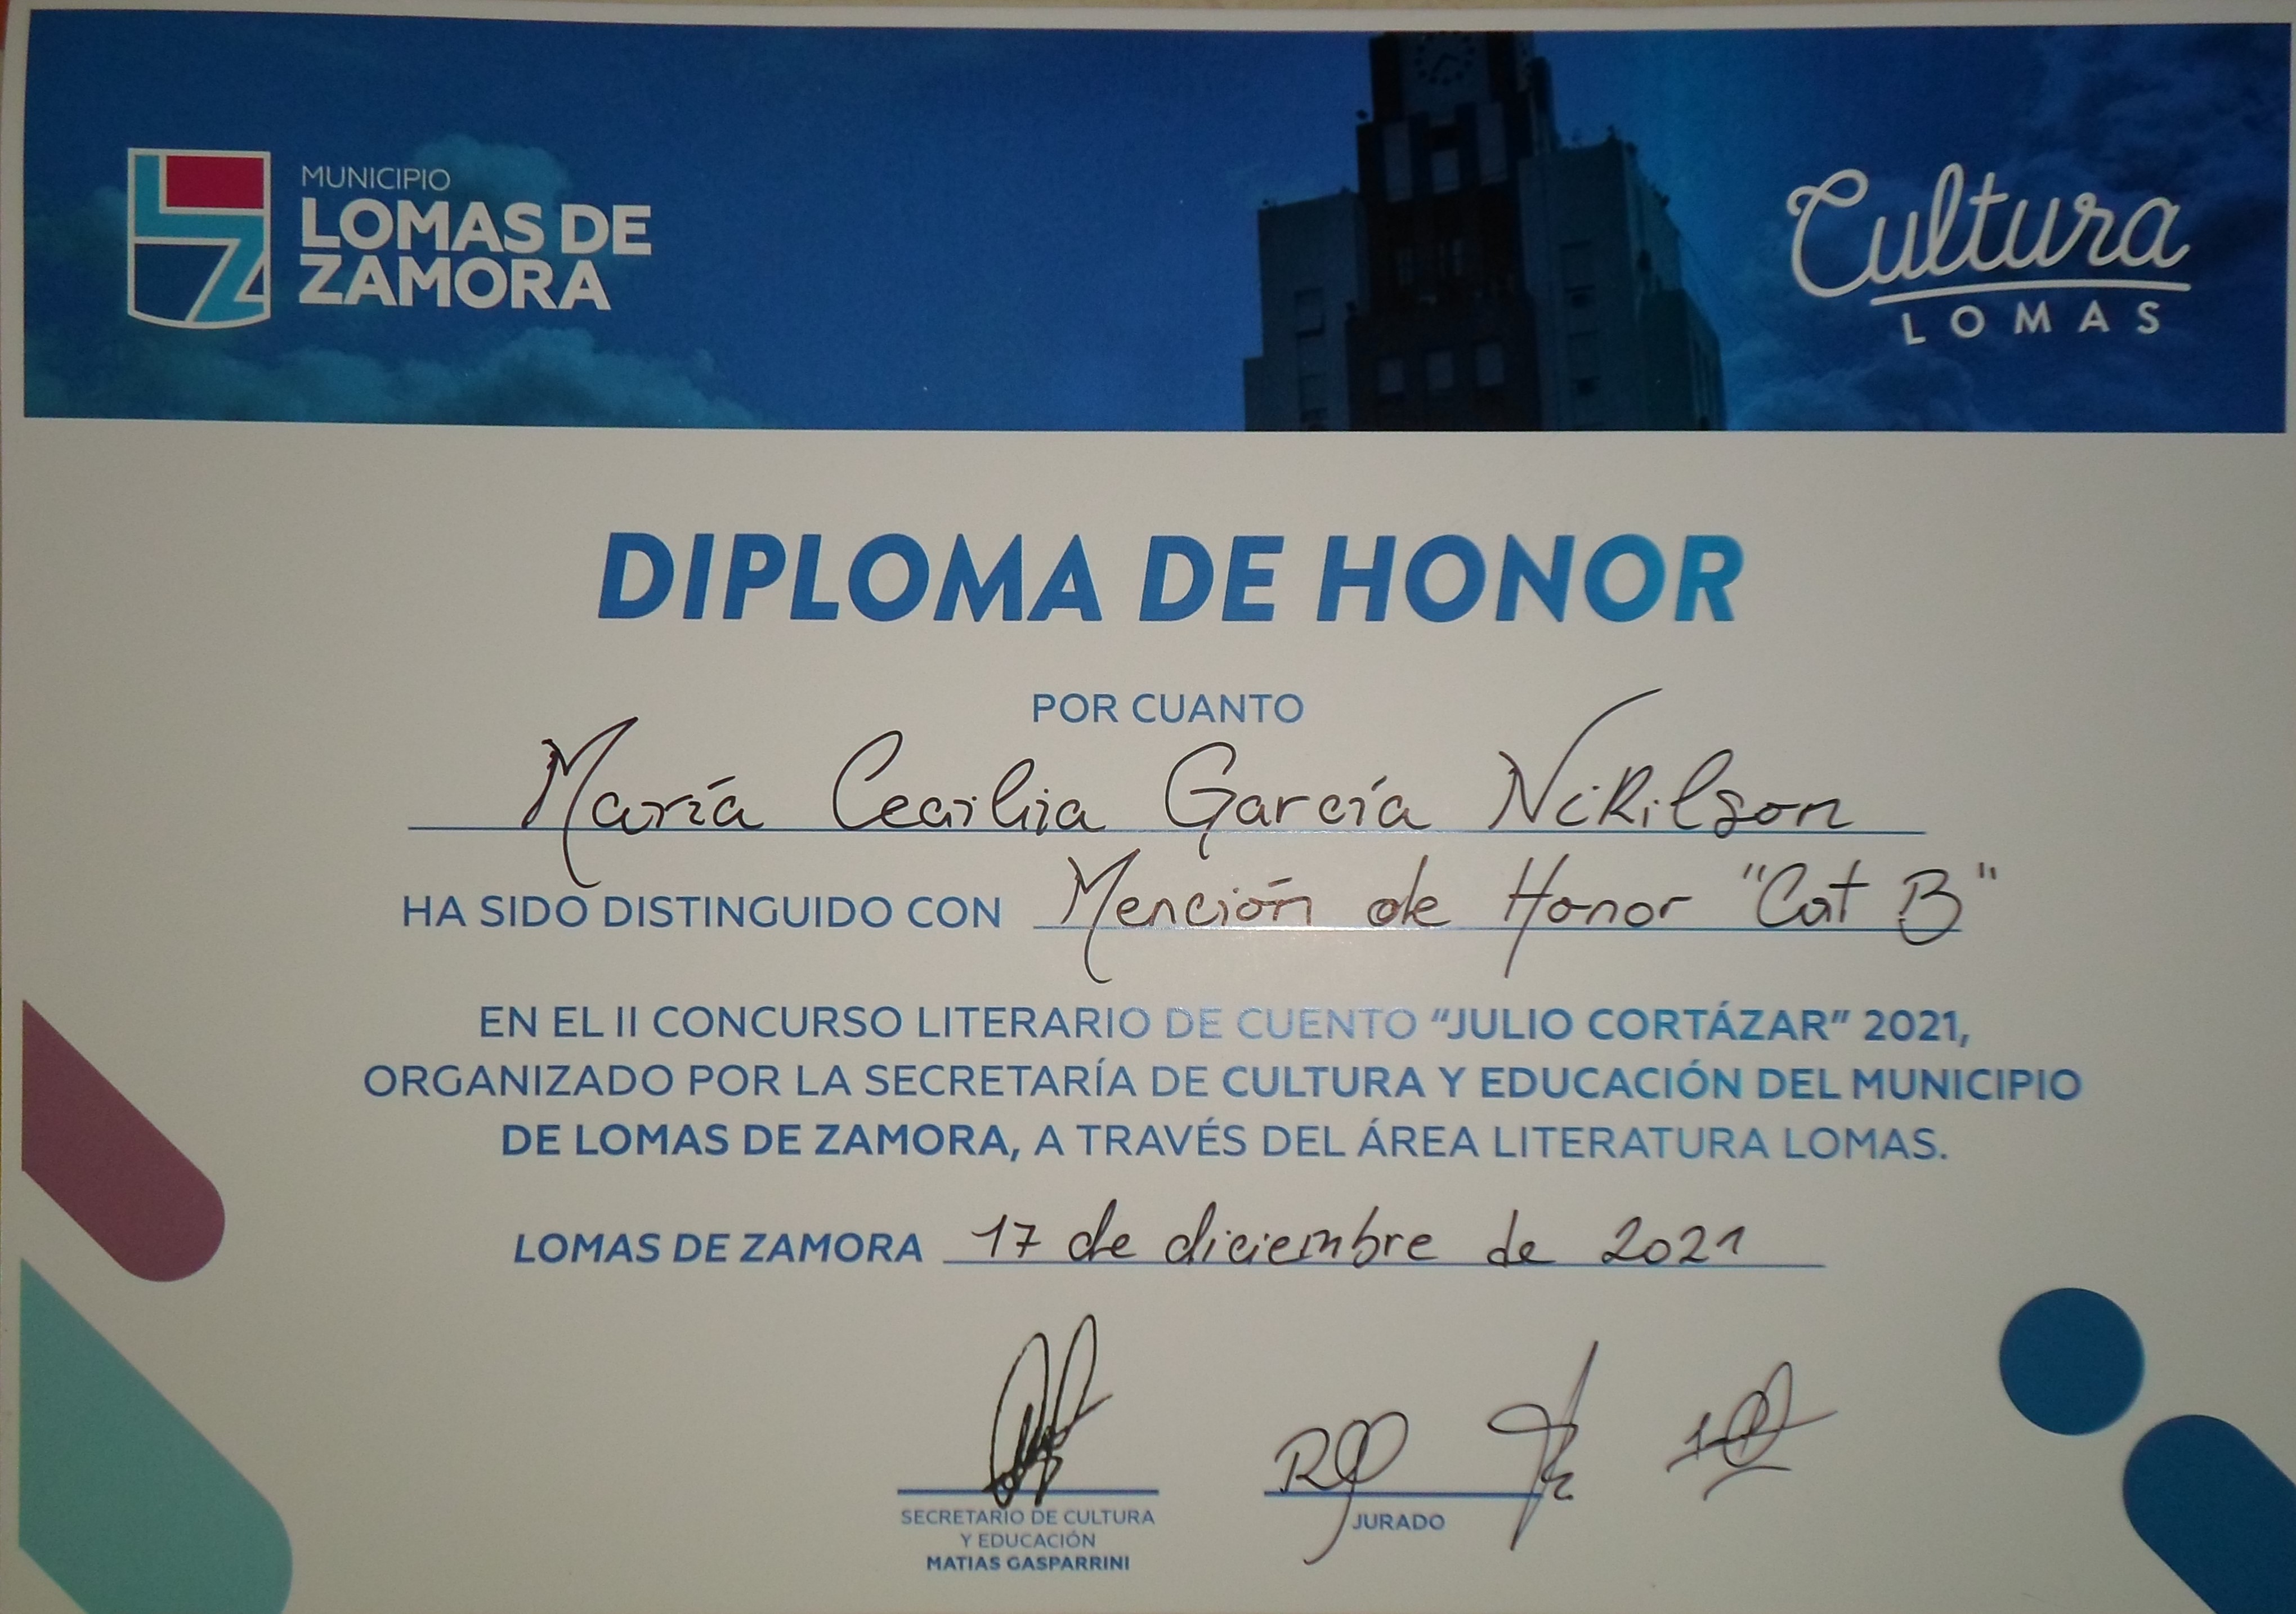 MUNICIPIO
LOMAS DE
ZAMORA
Cultura
LOMAS
DIPLOMA DE HONOR
POR CUANTO
María Cecilia García Nikilson
HA SIDO DISTINGUIDO CON Mención de Honor "Cat B"
EN EL II CONCURSO LITERARIO DE CUENTO “JULIO CORTÁZAR” 2021,
ORGANIZADO POR LA SECRETARÍA DE CULTURA Y EDUCACIÓN DEL MUNICIPIO
DE LOMAS DE ZAMORA, A TRAVÉS DEL ÁREA LITERATURA LOMAS.
LOMAS DE ZAMORA 17 de diciembre de 2021
SECRETARIO DE CULTURA
Y EDUCACIÓN
MATIAS GASPARRINI
JURADO